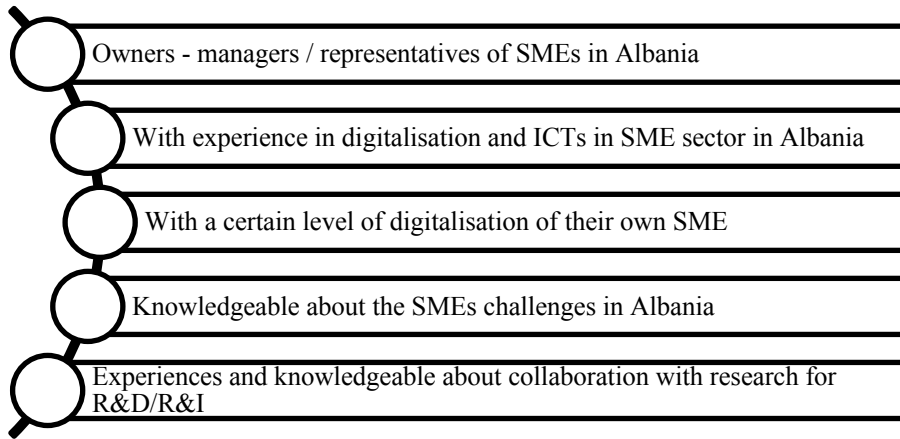 Owners - managers / representatives of SMEs in Albania
With experience in digitalisation and ICTs in SME sector in Albania
With a certain level of digitalisation of their own SME
Knowledgeable about the SMEs challenges in Albania
Experiences and knowledgeable about collaboration with research for
R&D/R&I